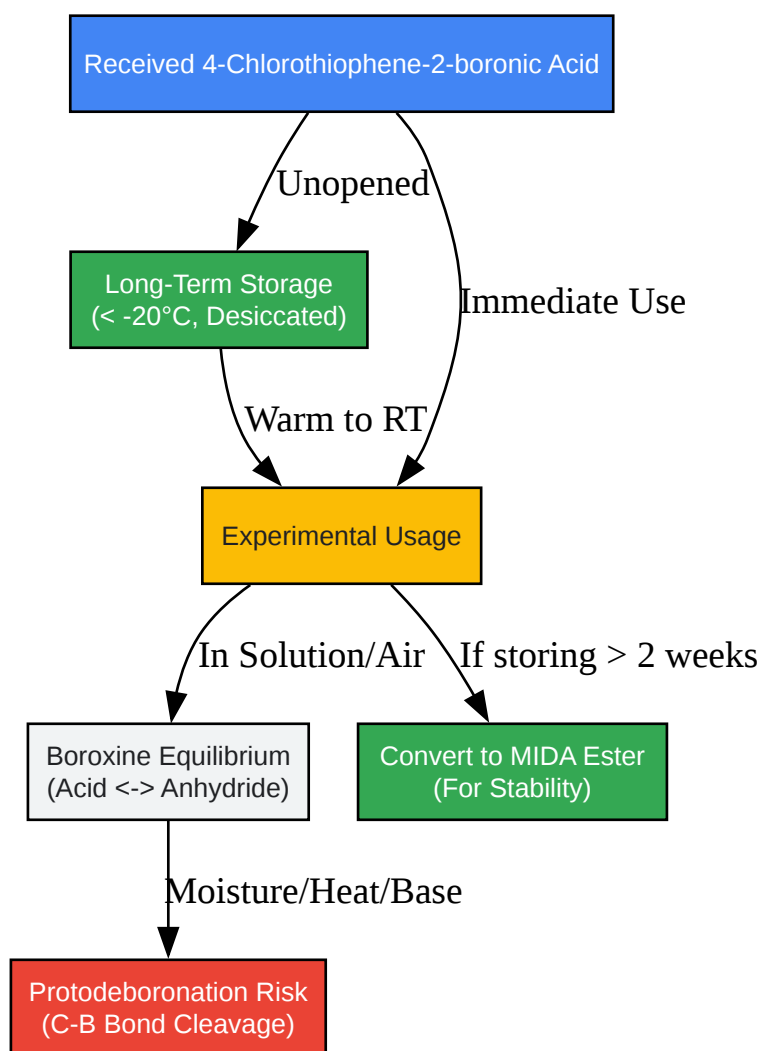 Received 4-Chlorothiophene-2-boronic Acid
Unopened
Long-Term Storage
(< -20°C, Desiccated)
Immediate Use
Warm to RT
Experimental Usage
In Solution/Air
If storing > 2 weeks
Boroxine Equilibrium
(Acid <-> Anhydride)
Convert to MIDA Ester
(For Stability)
Moisture/Heat/Base
Protodeboronation Risk
(C-B Bond Cleavage)